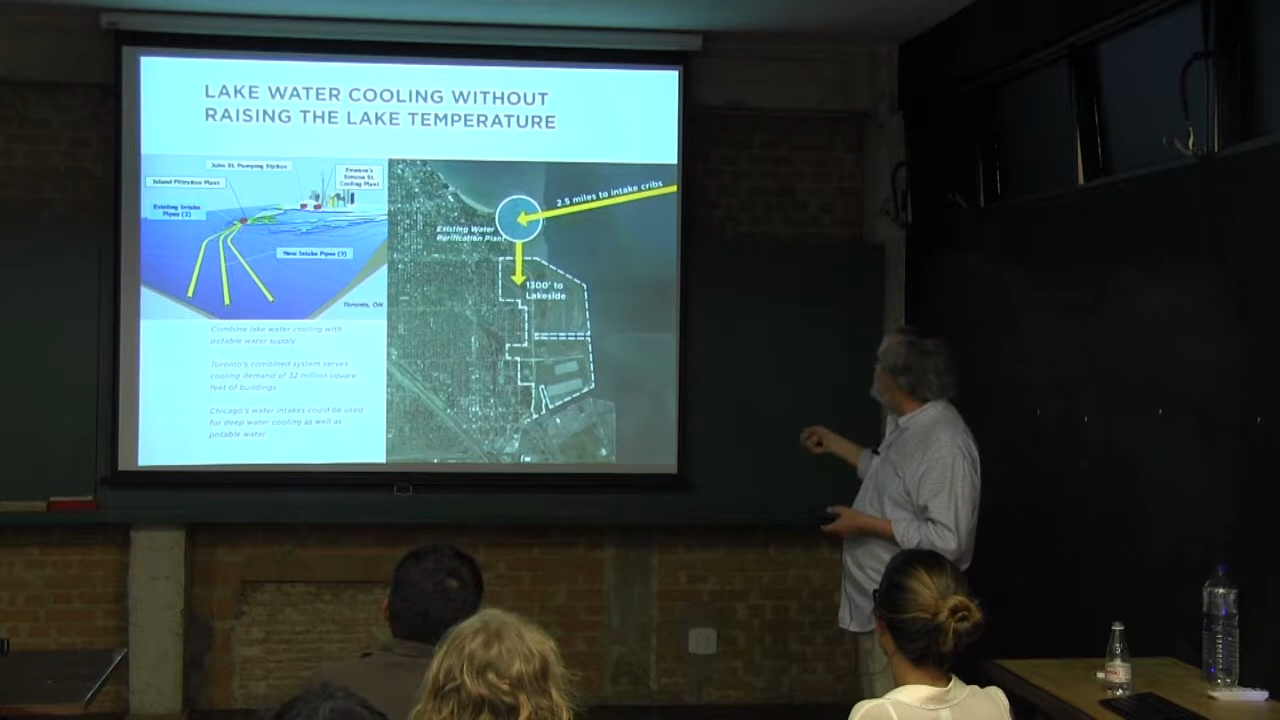 LAKE WATER COOLING WITHOUT
RAISING THE LAKE TEMPERATURE
John St. Pumping Station
Island Filtration Plant
Enwave's
Simcoe St.
Cooling Plant
Existing Intake
Pipes (2)
New Intake Pipes (3)
Toronto, ON
2.5 miles to intake cribs
Existing Water
Purification Plant
1300' to
Lakeside
Combine lake water cooling with
potable water supply
Toronto's combined system serves
cooling demand of 32 million square
feet of buildings
Chicago's water intakes could be used
for deep water cooling as well as
potable water